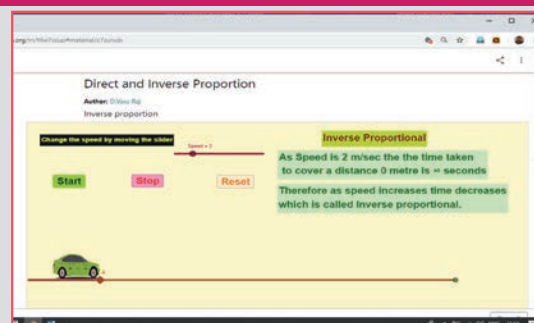 Direct and Inverse Proportion
Author: D.Vasu Raj
Inverse proportion
Change the speed by moving the slider
Speed = 2
Start
Stop
Reset
Inverse Proportional
As Speed is 2 m/sec the the time taken
to cover a distance 0 metre is ∞ seconds
Therefore as speed increases time decreases
which is called Inverse proportional.